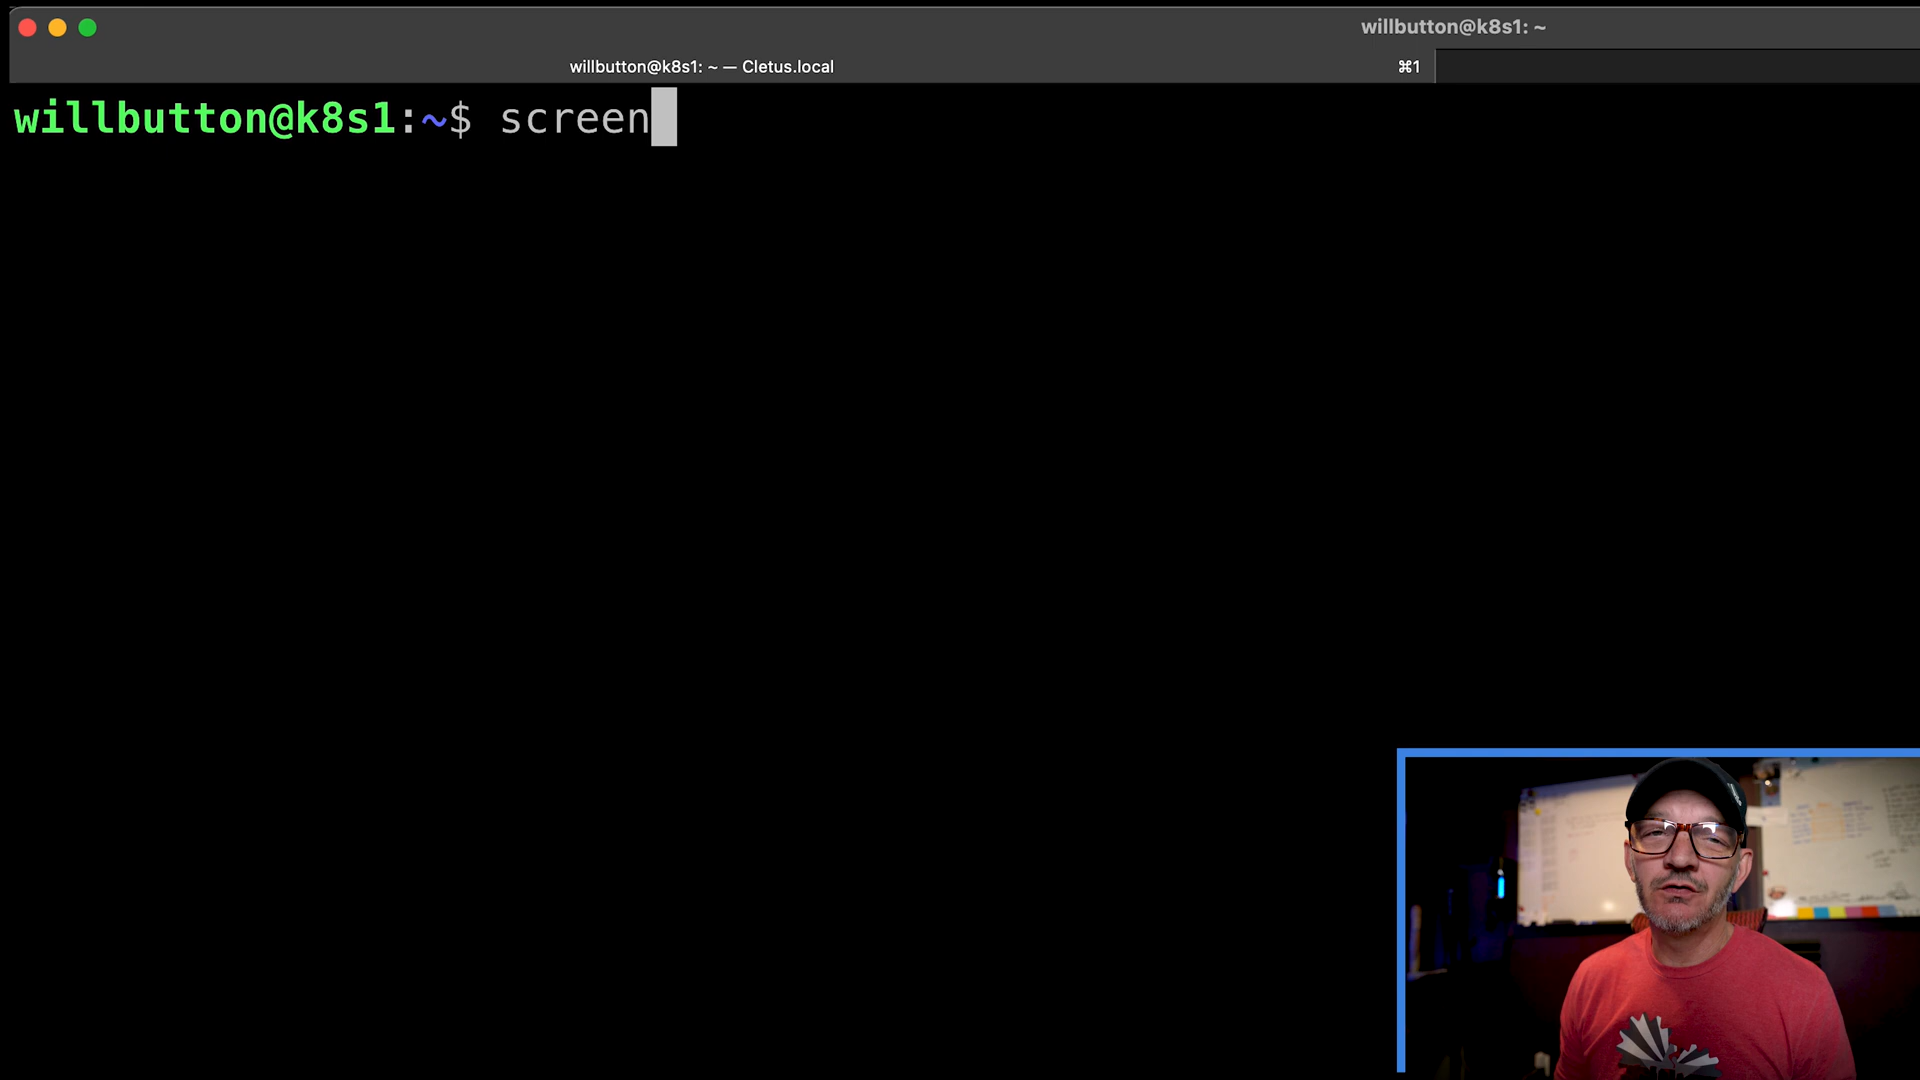 willbutton@k8s1: ~
willbutton@k8s1: ~ — Cletus.local
⌘1
willbutton@k8s1:~$ screen